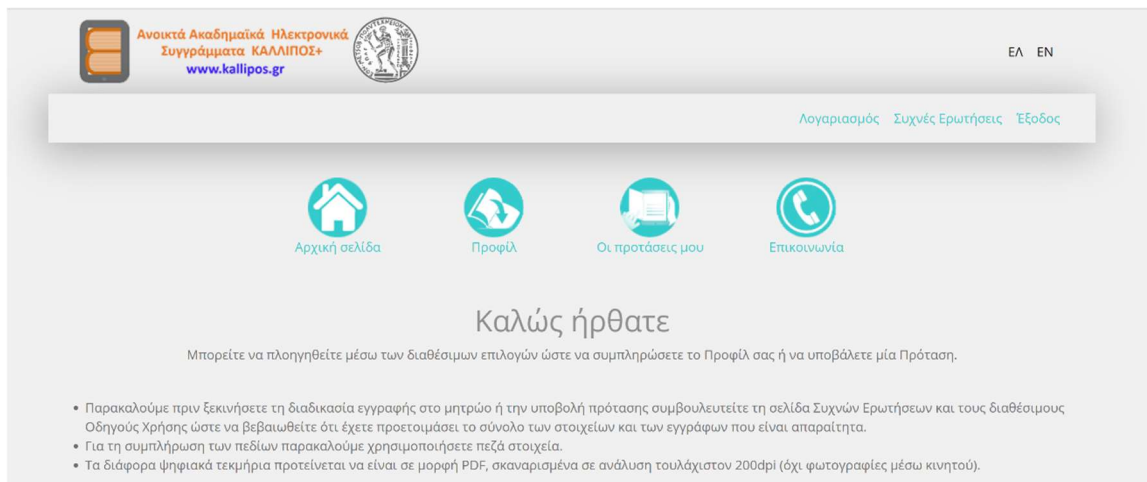 Ανοικτά Ακαδημαϊκά Ηλεκτρονικά
Συγγράμματα ΚΑΛΛΙΠΟΣ+
www.kallipos.gr
ΕΛ EN
Λογαριασμός Συχνές Ερωτήσεις Έξοδος
Αρχική σελίδα Προφίλ Οι προτάσεις μου Επικοινωνία
Καλώς ήρθατε
Μπορείτε να πλοηγηθείτε μέσω των διαθέσιμων επιλογών ώστε να συμπληρώσετε το Προφίλ σας ή να υποβάλετε μία Πρόταση.
• Παρακαλούμε πριν ξεκινήσετε τη διαδικασία εγγραφής στο μητρώο ή την υποβολή πρότασης συμβουλευτείτε τη σελίδα Συχνών Ερωτήσεων και τους διαθέσιμους
Οδηγούς Χρήσης ώστε να βεβαιωθείτε ότι έχετε προετοιμάσει το σύνολο των στοιχείων και των εγγράφων που είναι απαραίτητα.
• Για τη συμπλήρωση των πεδίων παρακαλούμε χρησιμοποιήσετε πεζά στοιχεία.
• Τα διάφορα ψηφιακά τεκμήρια προτείνεται να είναι σε μορφή PDF, σκαναρισμένα σε ανάλυση τουλάχιστον 200dpi (όχι φωτογραφίες μέσω κινητού).